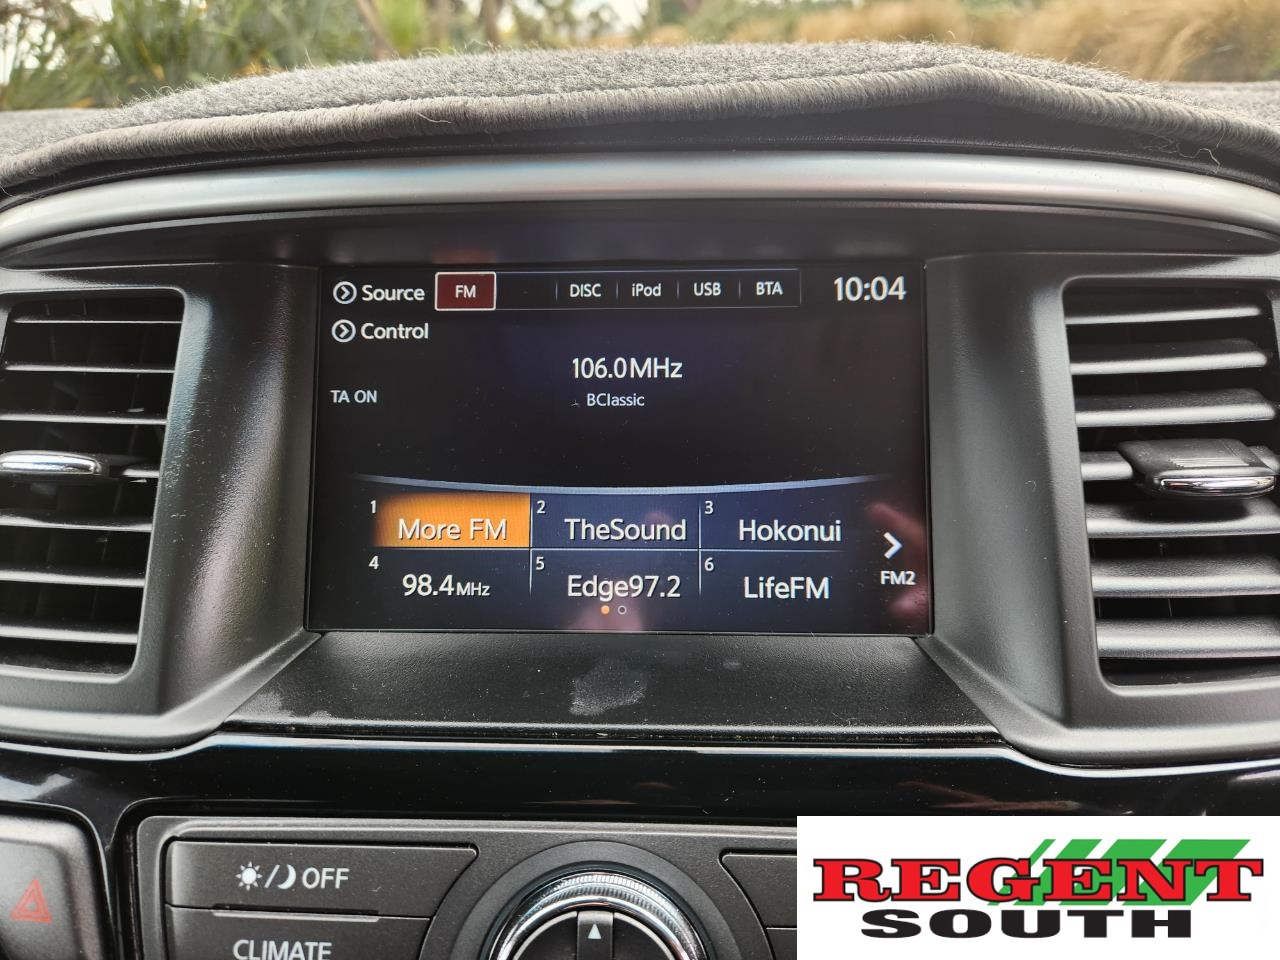 Source FM DISC iPod USB BTA 10:04
Control
106.0MHz
TA ON
BClassic
1 More FM 2 TheSound 3 Hokonui
4 98.4MHz 5 Edge97.2 6 LifeFM
FM2
OFF
CLIMATE
REGENT
SOUTH